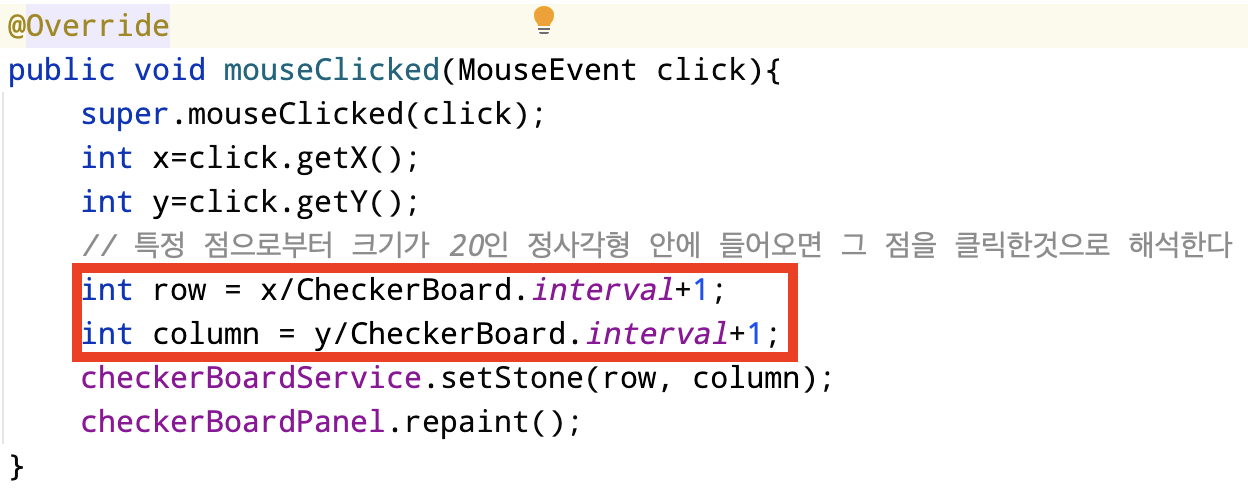 @Override
public void mouseClicked(MouseEvent click){
super.mouseClicked(click);
int x=click.getX();
int y=click.getY();
// 특정 점으로부터 크기가 20인 정사각형 안에 들어오면 그 점을 클릭한것으로 해석한다
int row = x/CheckerBoard.interval+1;
int column = y/CheckerBoard.interval+1;
checkerBoardService.setStone(row, column);
checkerBoardPanel.repaint();
}